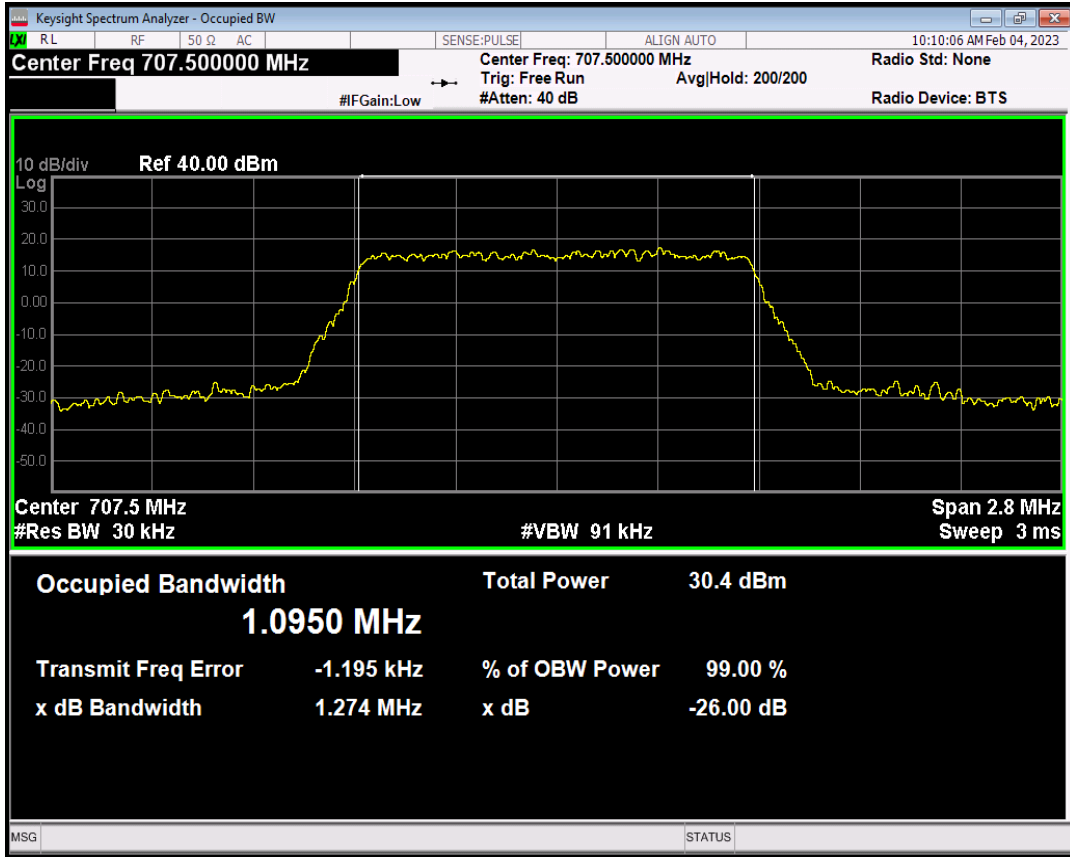 Keysight Spectrum Analyzer - Occupied BW
LXI RL RF 50 Ω AC SENSE:PULSE ALIGN AUTO 10:10:06 AM Feb 04, 2023
Center Freq 707.500000 MHz Center Freq: 707.500000 MHz Radio Std: None
Trig: Free Run Avg|Hold: 200/200
#IFGain:Low #Atten: 40 dB Radio Device: BTS
10 dB/div Ref 40.00 dBm
Log
30.0
20.0
10.0
0.00
-10.0
-20.0
-30.0
-40.0
-50.0
Center 707.5 MHz Span 2.8 MHz
#Res BW 30 kHz #VBW 91 kHz Sweep 3 ms
Occupied Bandwidth Total Power 30.4 dBm
1.0950 MHz
Transmit Freq Error -1.195 kHz % of OBW Power 99.00 %
x dB Bandwidth 1.274 MHz x dB -26.00 dB
MSG STATUS